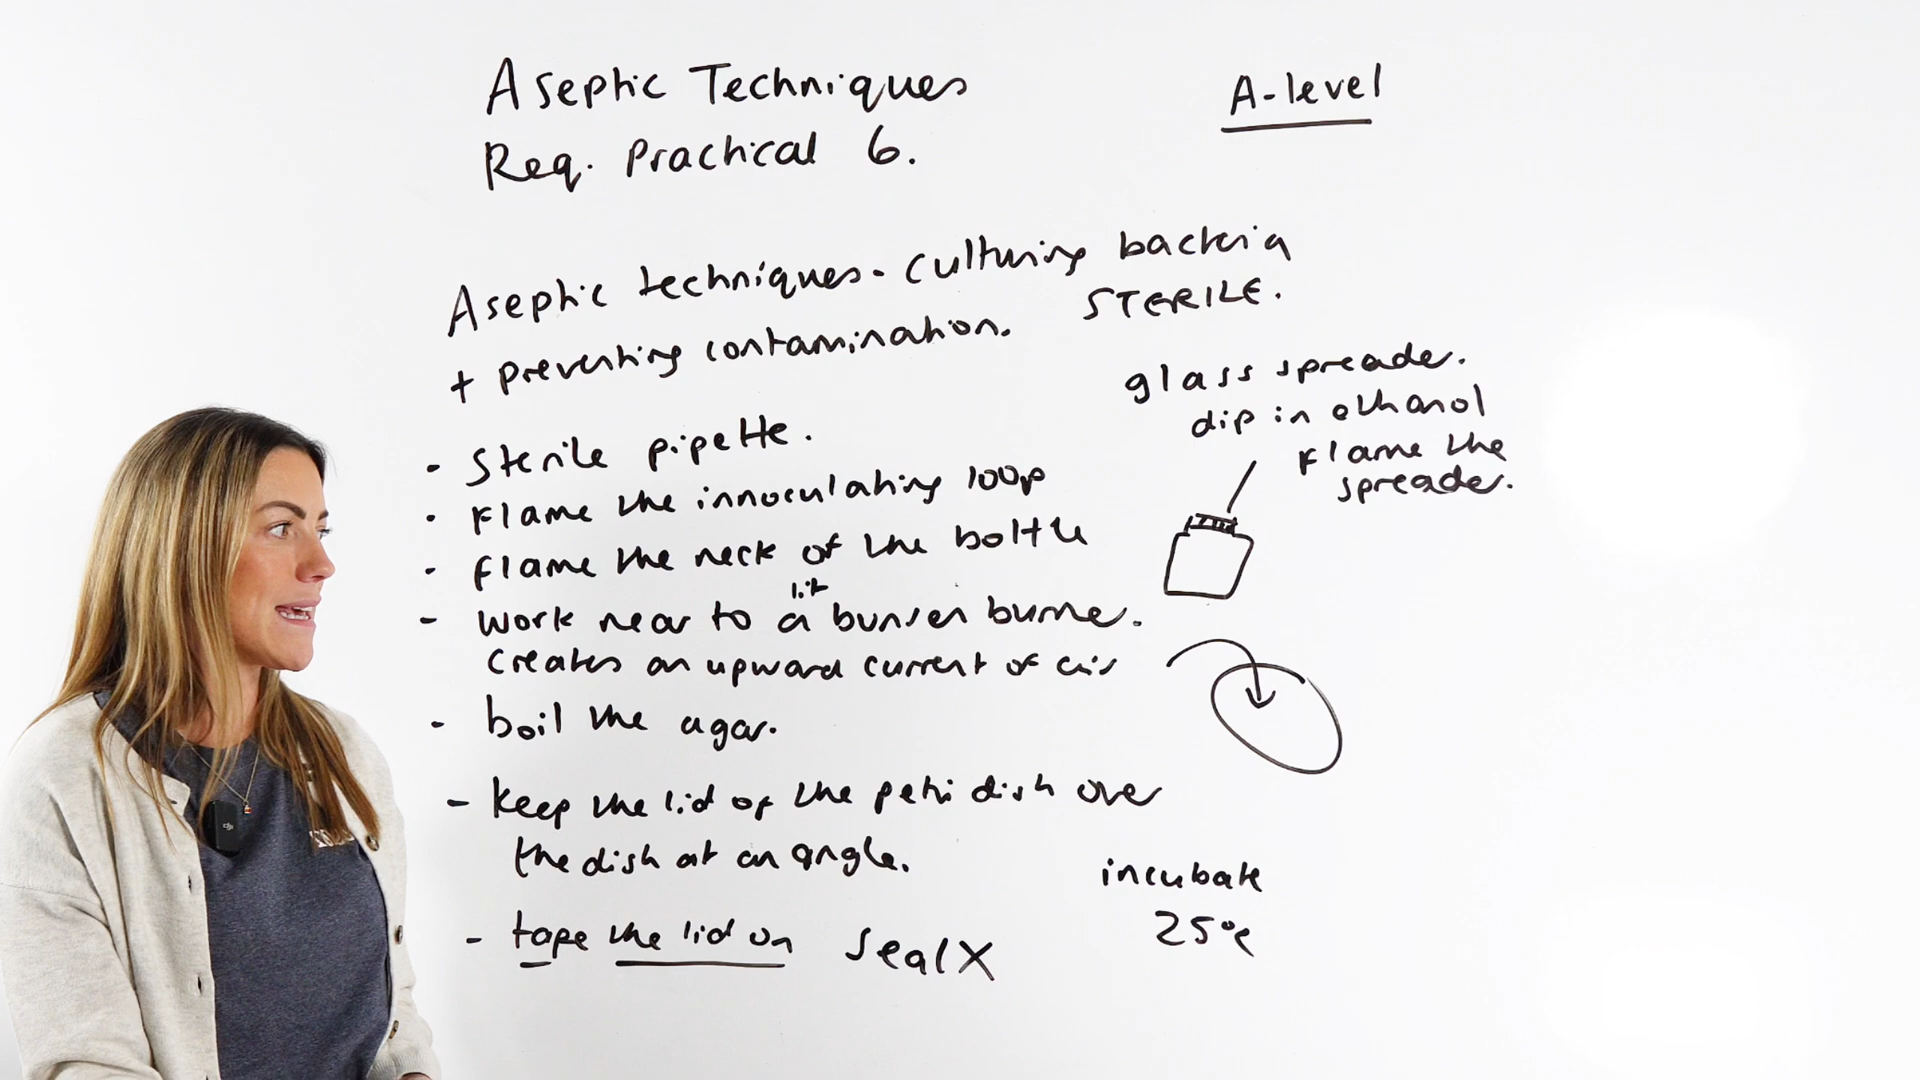 Aseptic Techniques
A-level
Req. Practical 6.
Aseptic techniques - culturing bacteria
+ preventing contamination.
STERILE.
glass spreader.
dip in ethanol
Flame the
spreader.
- Sterile pipette.
- Flame the innoculating loop
- flame the neck of the bottle
lit
- work near to a bunsen burner.
creates an upward current of air
- boil the agar.
- keep the lid of the petri dish over
the dish at an angle.
- tape the lid on
seal X
incubate
25°c